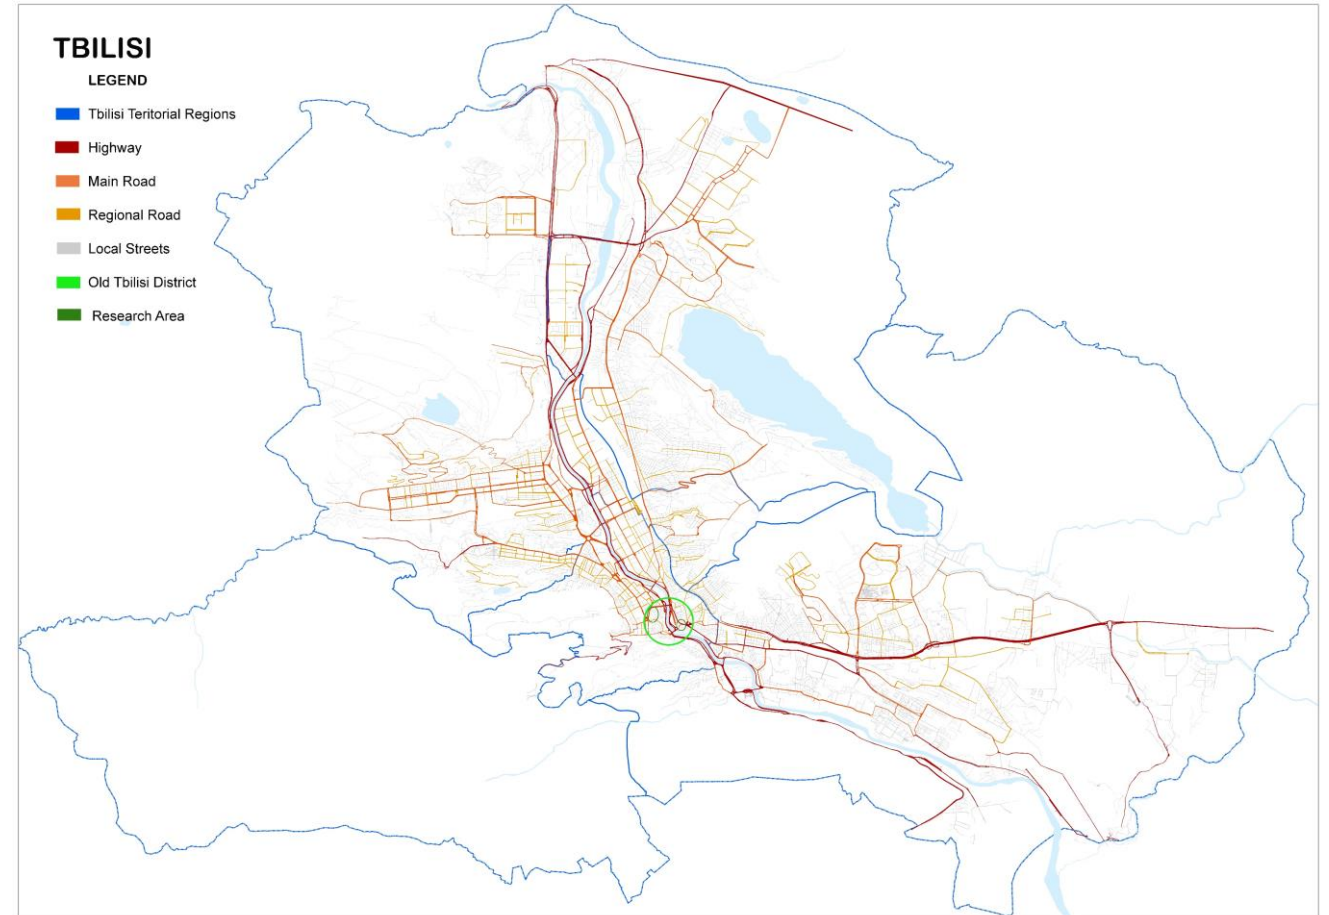 TBILISI
LEGEND
Tbilisi Teritorial Regions
Highway
Main Road
Regional Road
Local Streets
Old Tbilisi District
Research Area